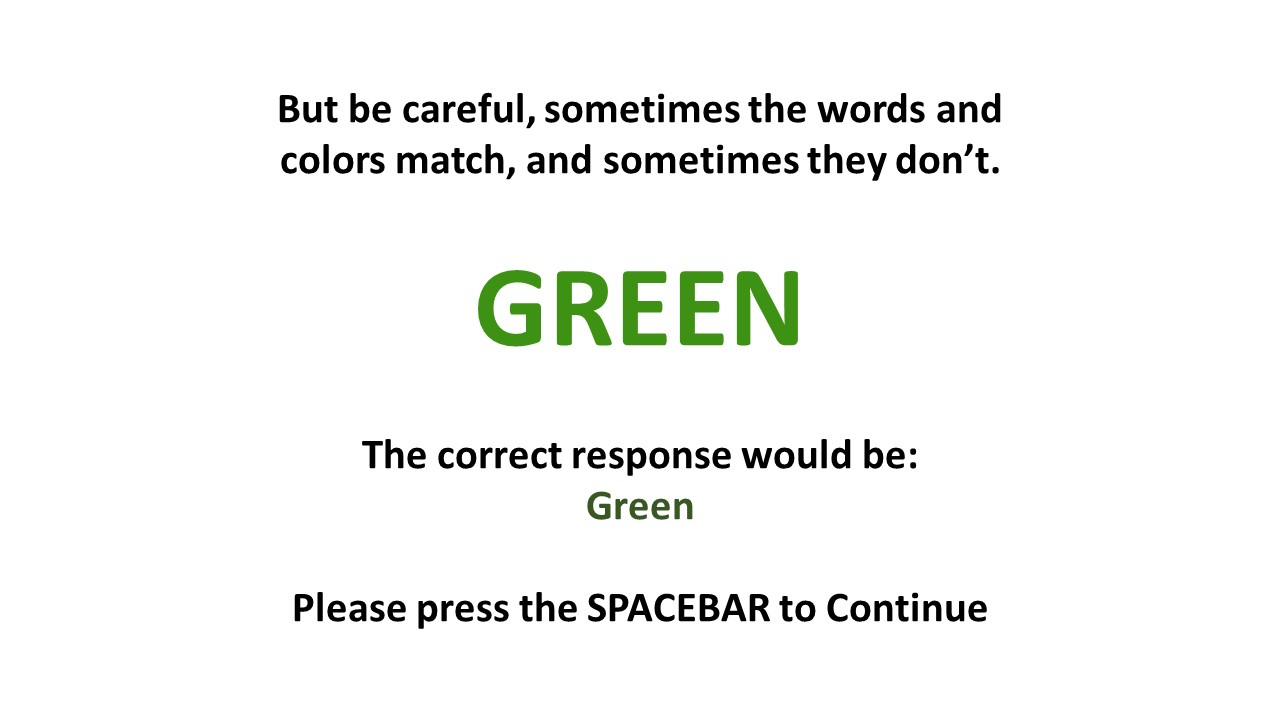 But be careful, sometimes the words and
colors match, and sometimes they don’t.
GREEN
The correct response would be:
Green
Please press the SPACEBAR to Continue